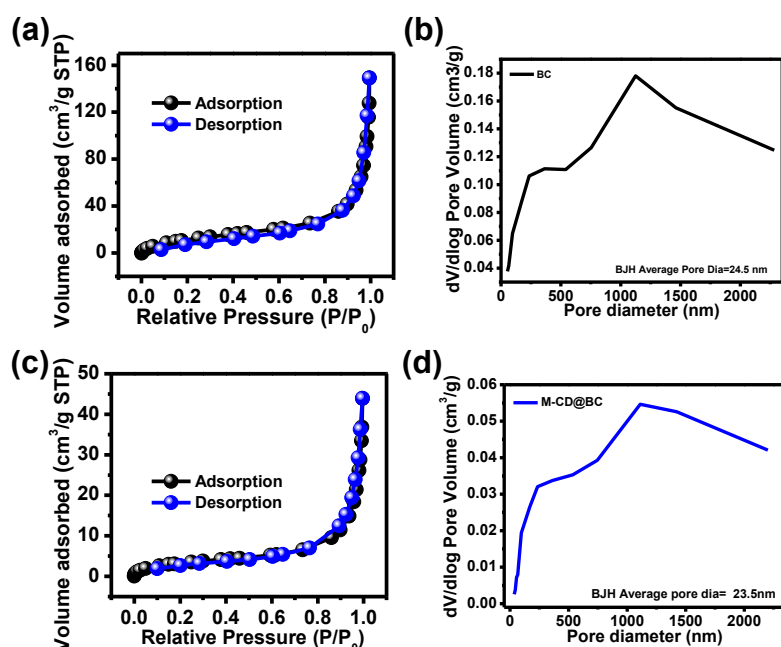 (a)
Volume adsorbed (cm³/g STP)
160
120
80
40
0
Adsorption
Desorption
0.0 0.2 0.4 0.6 0.8 1.0
Relative Pressure (P/P₀)
(b)
dV/dlog Pore Volume (cm3/g)
0.18
0.16
0.14
0.12
0.10
0.08
0.06
0.04
BC
BJH Average Pore Dia=24.5 nm
0 500 1000 1500 2000
Pore diameter (nm)
(c)
Volume adsorbed (cm³/g STP)
50
40
30
20
10
0
Adsorption
Desorption
0.0 0.2 0.4 0.6 0.8 1.0
Relative Pressure (P/P₀)
(d)
dV/dlog Pore Volume (cm³/g)
0.06
0.05
0.04
0.03
0.02
0.01
0.00
M-CD@BC
BJH Average pore dia= 23.5nm
0 500 1000 1500 2000
Pore diameter (nm)